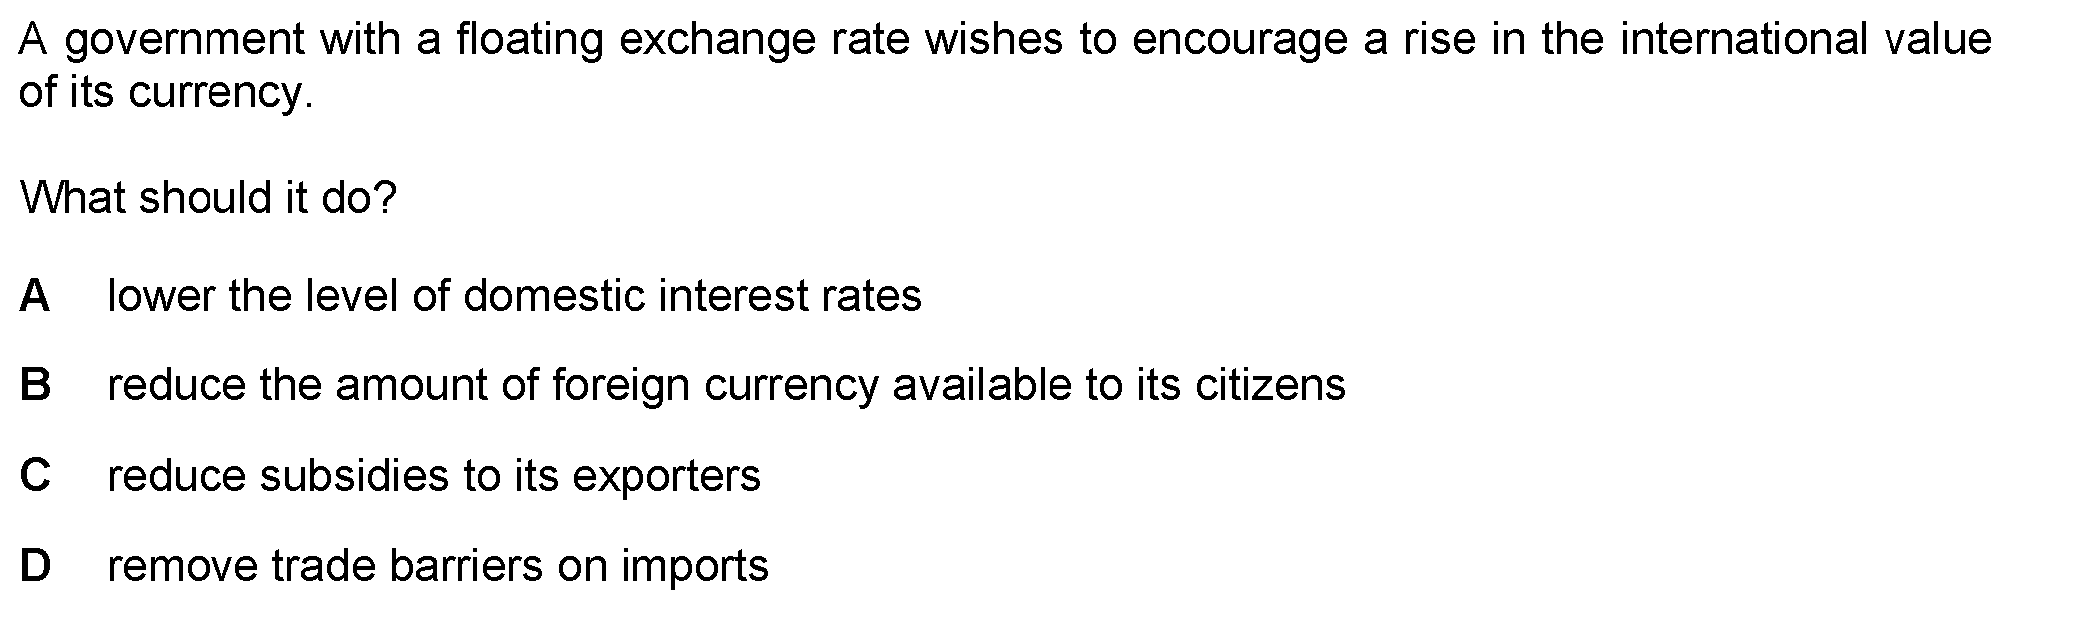 A government with a floating exchange rate wishes to encourage a rise in the international value
of its currency.
What should it do?
A lower the level of domestic interest rates
B reduce the amount of foreign currency available to its citizens
C reduce subsidies to its exporters
D remove trade barriers on imports